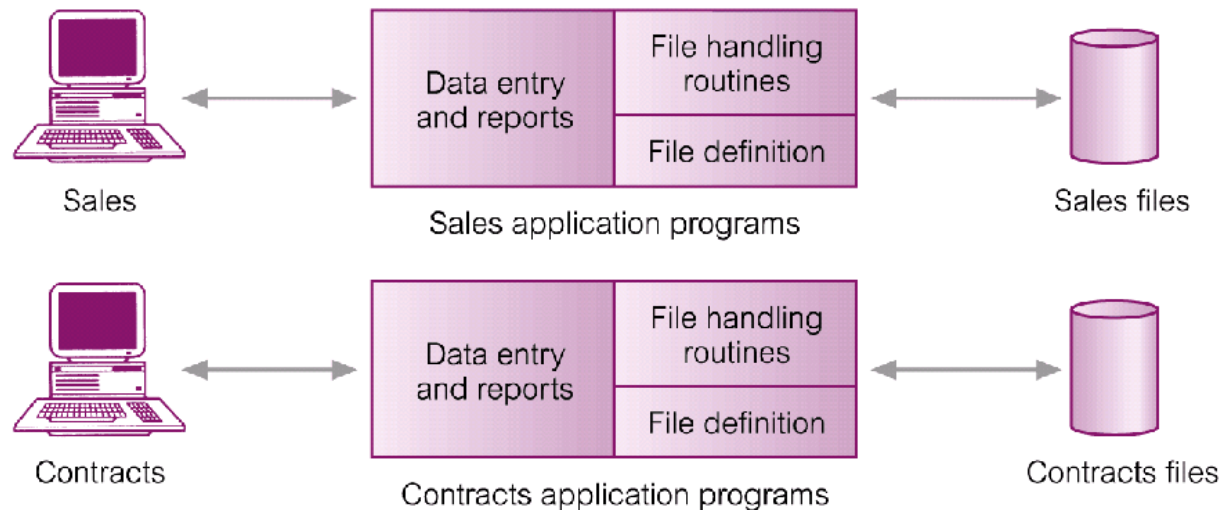 Data entry
and reports
File handling
routines
File definition
Sales
Sales files
Sales application programs
Data entry
and reports
File handling
routines
File definition
Contracts
Contracts files
Contracts application programs